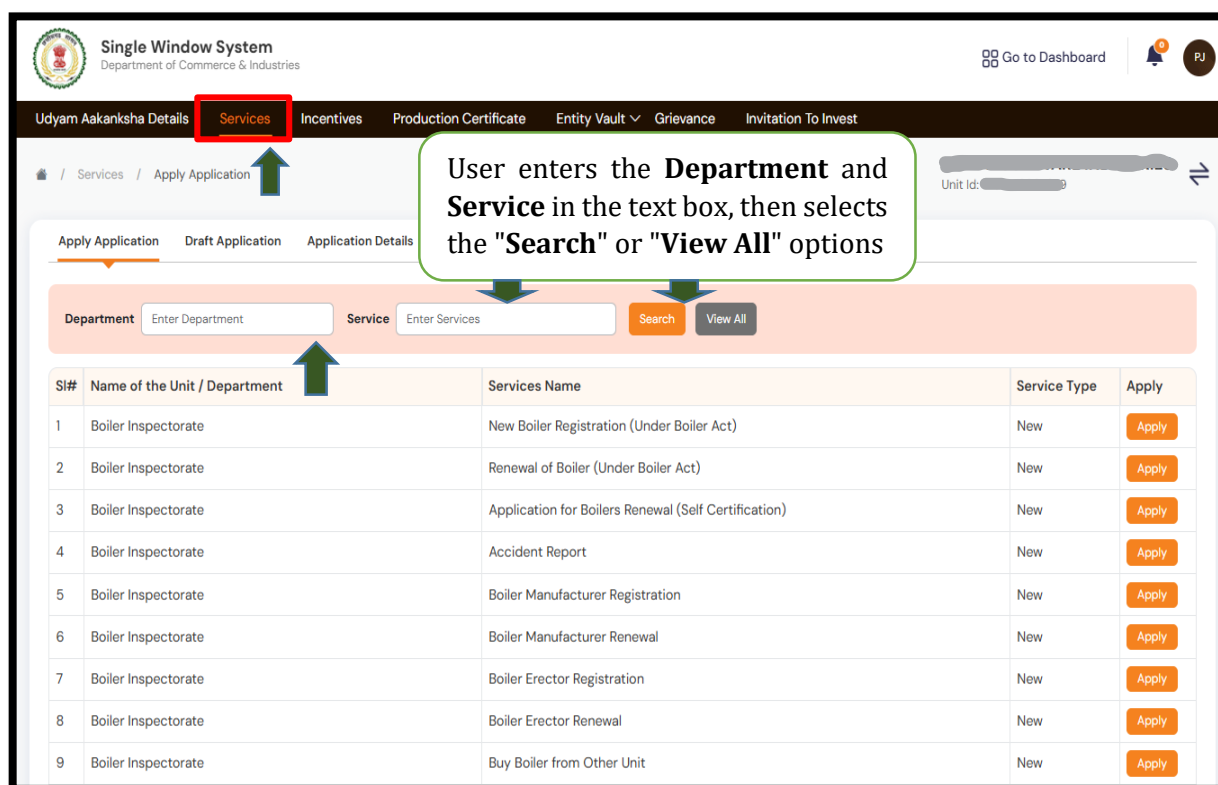 Single Window System
Department of Commerce & Industries
Go to Dashboard
0
PJ
Udyam Aakanksha Details Services Incentives Production Certificate Entity Vault Grievance Invitation To Invest
/ Services / Apply Application
Unit Id: 9
User enters the Department and
Service in the text box, then selects
the "Search" or "View All" options
Apply Application Draft Application Application Details
Department Enter Department Service Enter Services Search View All
Sl# Name of the Unit / Department Services Name Service Type Apply
1 Boiler Inspectorate New Boiler Registration (Under Boiler Act) New Apply
2 Boiler Inspectorate Renewal of Boiler (Under Boiler Act) New Apply
3 Boiler Inspectorate Application for Boilers Renewal (Self Certification) New Apply
4 Boiler Inspectorate Accident Report New Apply
5 Boiler Inspectorate Boiler Manufacturer Registration New Apply
6 Boiler Inspectorate Boiler Manufacturer Renewal New Apply
7 Boiler Inspectorate Boiler Erector Registration New Apply
8 Boiler Inspectorate Boiler Erector Renewal New Apply
9 Boiler Inspectorate Buy Boiler from Other Unit New Apply